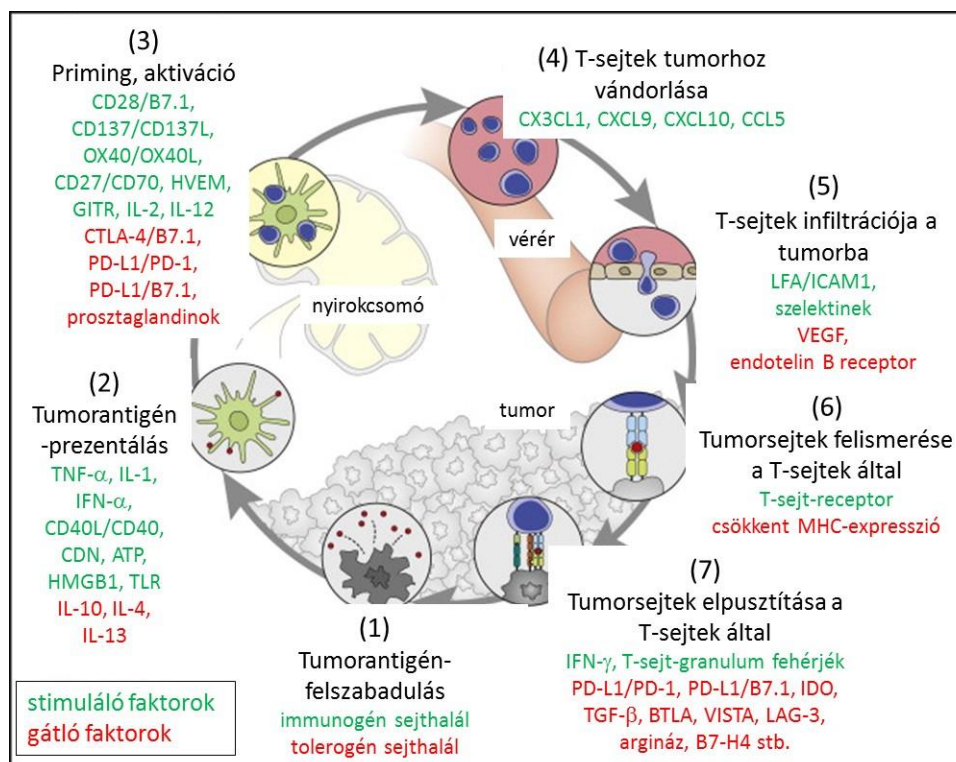 (3)
Priming, aktiváció
CD28/B7.1,
CD137/CD137L,
OX40/OX40L,
CD27/CD70, HVEM,
GITR, IL-2, IL-12
CTLA-4/B7.1,
PD-L1/PD-1,
PD-L1/B7.1,
prosztaglandinok
(4) T-sejtek tumorhoz
vándorlása
CX3CL1, CXCL9, CXCL10, CCL5
(5)
T-sejtek infiltrációja a
tumorba
LFA/ICAM1,
szelektinek
VEGF,
endotelin B receptor
vérér
nyirokcsomó
(2)
Tumorantigén
-prezentálás
TNF-α, IL-1,
IFN-α,
CD40L/CD40,
CDN, ATP,
HMGB1, TLR
IL-10, IL-4,
IL-13
tumor
(6)
Tumorsejtek felismerése
a T-sejtek által
T-sejt-receptor
csökkent MHC-expresszió
(7)
Tumorsejtek elpusztítása a
T-sejtek által
IFN-γ, T-sejt-granulum fehérjék
PD-L1/PD-1, PD-L1/B7.1, IDO,
TGF-β, BTLA, VISTA, LAG-3,
argináz, B7-H4 stb.
(1)
Tumorantigén-
felszabadulás
immunogén sejthalál
tolerogén sejthalál
stimuláló faktorok
gátló faktorok